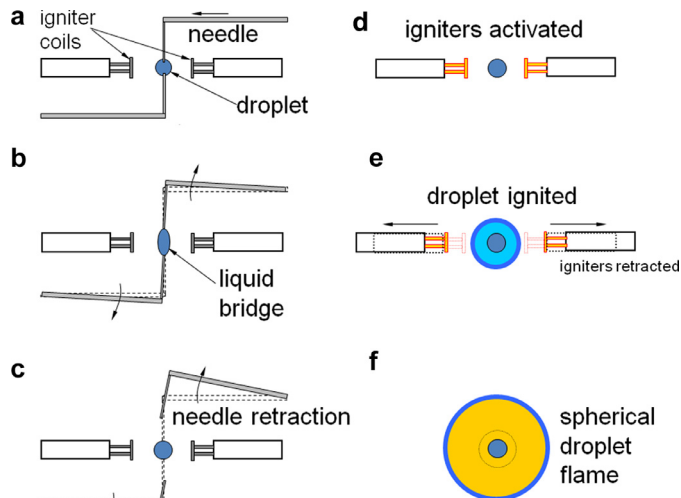 a
igniter
coils
needle
droplet
b
liquid
bridge
c
needle retraction
d
igniters activated
e
droplet ignited
igniters retracted
f
spherical
droplet
flame